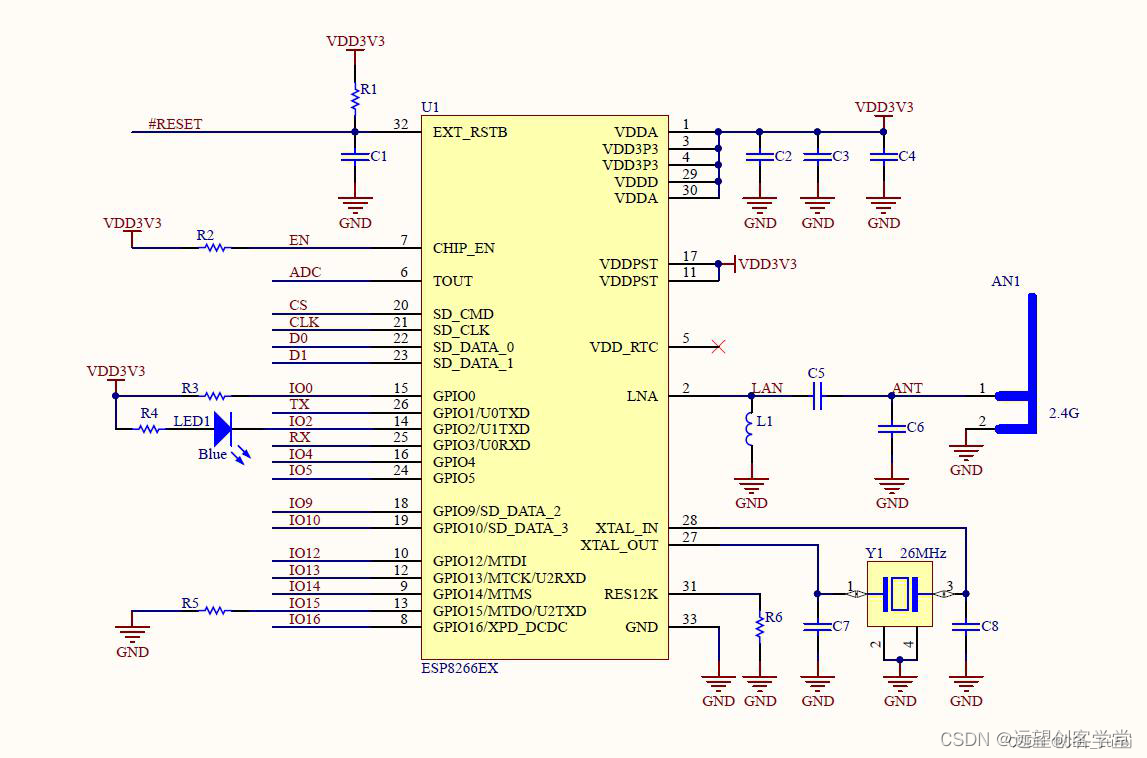 VDD3V3
R1
U1
#RESET
32
EXT_RSTB
C1
GND
VDD3V3
R2
EN
7
CHIP_EN
ADC
6
TOUT
CS
20
SD_CMD
CLK
21
SD_CLK
D0
22
SD_DATA_0
D1
23
SD_DATA_1
VDD3V3
R3
IO0
15
GPIO0
TX
26
GPIO1/U0TXD
R4
LED1
Blue
IO2
14
GPIO2/U1TXD
RX
25
GPIO3/U0RXD
IO4
16
GPIO4
IO5
24
GPIO5
IO9
18
GPIO9/SD_DATA_2
IO10
19
GPIO10/SD_DATA_3
IO12
10
GPIO12/MTDI
IO13
12
GPIO13/MTCK/U2RXD
IO14
9
GPIO14/MTMS
R5
IO15
13
GPIO15/MTDO/U2TXD
IO16
8
GPIO16/XPD_DCDC
GND
ESP8266EX
VDDA
1
VDD3P3
3
VDD3P3
4
VDDD
29
VDDA
30
VDD3V3
C2
C3
C4
GND
GND
GND
VDDPST
17
VDD3V3
VDDPST
11
VDD_RTC
5
LNA
2
LAN
C5
ANT
1
AN1
2
2.4G
L1
C6
GND
GND
GND
XTAL_IN
28
XTAL_OUT
27
Y1
26MHz
1
3
2
4
RES12K
31
R6
C7
C8
GND
33
GND
GND
GND
GND
GND
CSDN @远望创客学堂